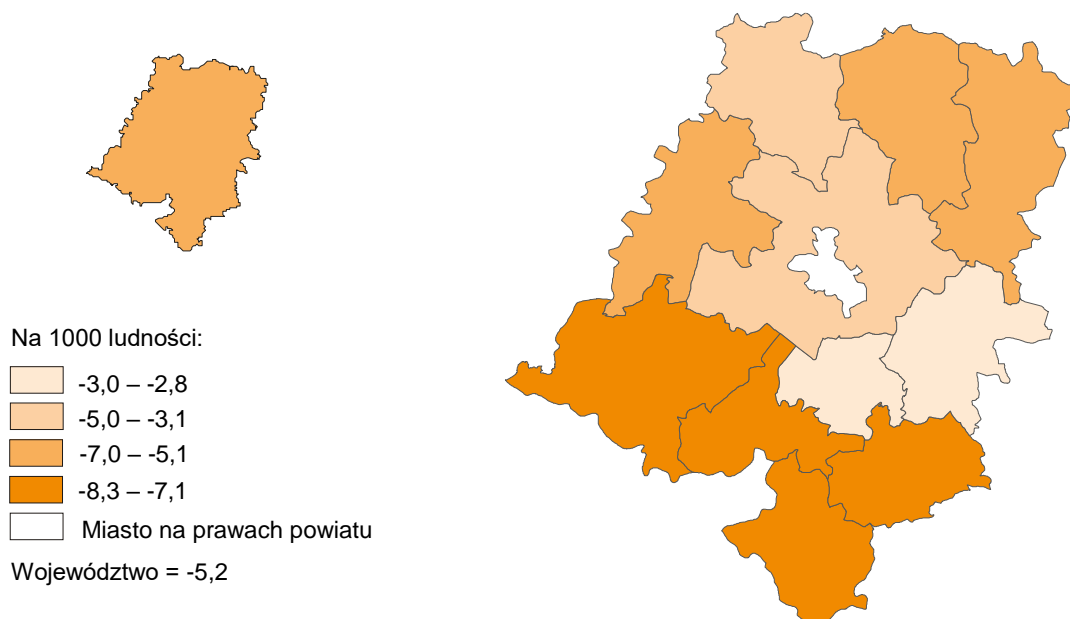 Na 1000 ludności:
-3,0 – -2,8
-5,0 – -3,1
-7,0 – -5,1
-8,3 – -7,1
Miasto na prawach powiatu
Województwo = -5,2